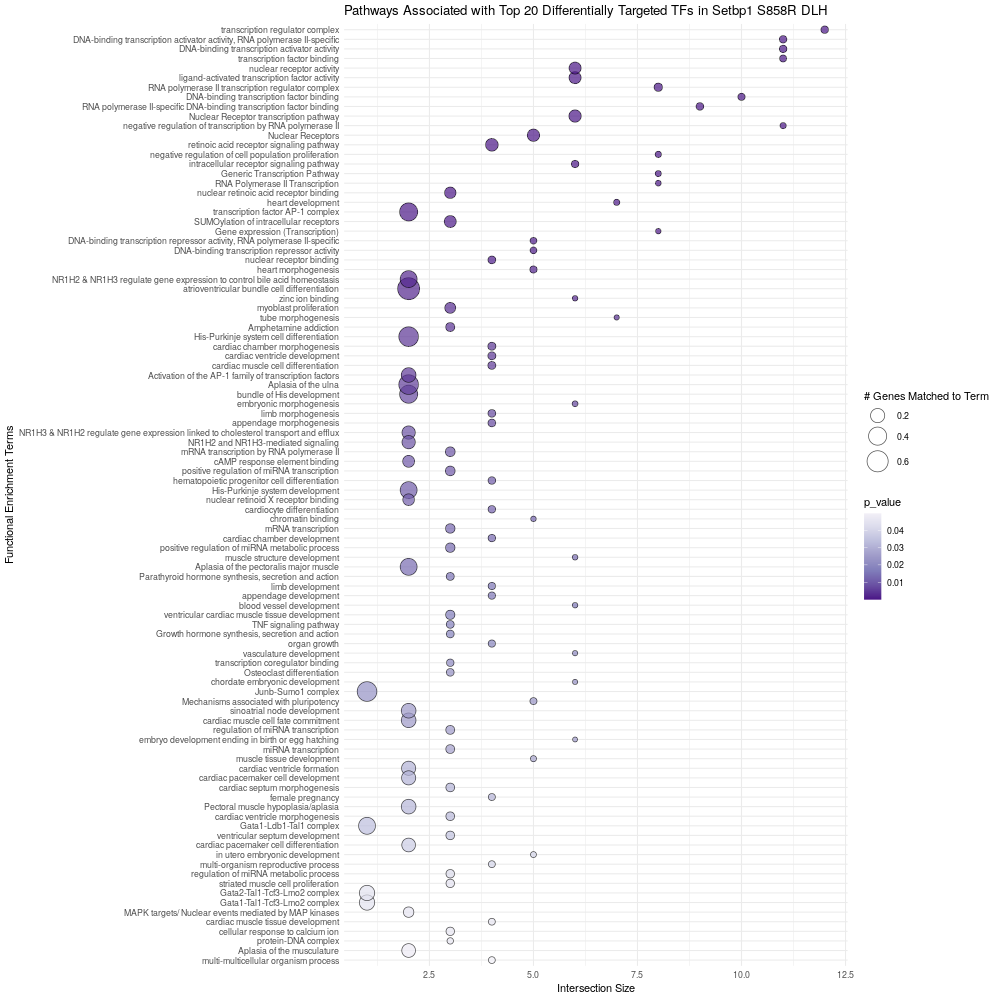 Pathways Associated with Top 20 Differentially Targeted TFs in Setbp1 S858R DLH
transcription regulator complex
DNA-binding transcription activator activity, RNA polymerase II-specific
DNA-binding transcription activator activity
transcription factor binding
nuclear receptor activity
ligand-activated transcription factor activity
RNA polymerase II transcription regulator complex
DNA-binding transcription factor binding
RNA polymerase II-specific DNA-binding transcription factor binding
Nuclear Receptor transcription pathway
negative regulation of transcription by RNA polymerase II
Nuclear Receptors
retinoic acid receptor signaling pathway
negative regulation of cell population proliferation
intracellular receptor signaling pathway
Generic Transcription Pathway
RNA Polymerase II Transcription
nuclear retinoic acid receptor binding
heart development
transcription factor AP-1 complex
SUMOylation of intracellular receptors
Gene expression (Transcription)
DNA-binding transcription repressor activity, RNA polymerase II-specific
DNA-binding transcription repressor activity
nuclear receptor binding
heart morphogenesis
NR1H2 & NR1H3 regulate gene expression to control bile acid homeostasis
atrioventricular bundle cell differentiation
zinc ion binding
myoblast proliferation
tube morphogenesis
Amphetamine addiction
His-Purkinje system cell differentiation
cardiac chamber morphogenesis
cardiac ventricle development
cardiac muscle cell differentiation
Activation of the AP-1 family of transcription factors
Aplasia of the ulna
bundle of His development
embryonic morphogenesis
limb morphogenesis
appendage morphogenesis
NR1H3 & NR1H2 regulate gene expression linked to cholesterol transport and efflux
NR1H2 and NR1H3-mediated signaling
mRNA transcription by RNA polymerase II
cAMP response element binding
positive regulation of miRNA transcription
hematopoietic progenitor cell differentiation
His-Purkinje system development
nuclear retinoid X receptor binding
cardiocyte differentiation
chromatin binding
mRNA transcription
cardiac chamber development
positive regulation of miRNA metabolic process
muscle structure development
Aplasia of the pectoralis major muscle
Parathyroid hormone synthesis, secretion and action
limb development
appendage development
blood vessel development
ventricular cardiac muscle tissue development
TNF signaling pathway
Growth hormone synthesis, secretion and action
organ growth
vasculature development
transcription coregulator binding
Osteoclast differentiation
chordate embryonic development
Junb-Sumo1 complex
Mechanisms associated with pluripotency
sinoatrial node development
cardiac muscle cell fate commitment
regulation of miRNA transcription
embryo development ending in birth or egg hatching
miRNA transcription
muscle tissue development
cardiac ventricle formation
cardiac pacemaker cell development
cardiac septum morphogenesis
female pregnancy
Pectoral muscle hypoplasia/aplasia
cardiac ventricle morphogenesis
Gata1-Ldb1-Tal1 complex
ventricular septum development
cardiac pacemaker cell differentiation
in utero embryonic development
multi-organism reproductive process
regulation of miRNA metabolic process
striated muscle cell proliferation
Gata2-Tal1-Tcf3-Lmo2 complex
Gata1-Tal1-Tcf3-Lmo2 complex
MAPK targets/ Nuclear events mediated by MAP kinases
cardiac muscle tissue development
cellular response to calcium ion
protein-DNA complex
Aplasia of the musculature
multi-multicellular organism process
2.5 5.0 7.5 10.0 12.5
Intersection Size
Functional Enrichment Terms
# Genes Matched to Term
0.2
0.4
0.6
p_value
0.04
0.03
0.02
0.01